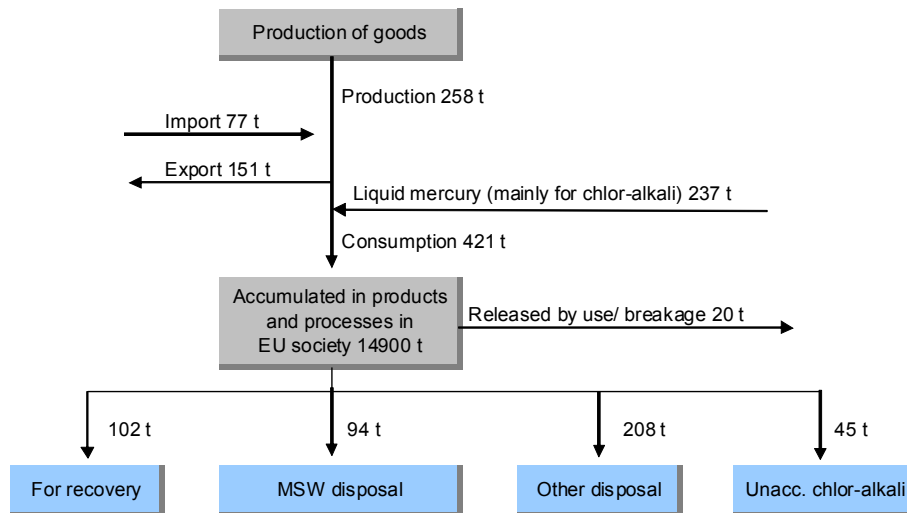 Production of goods
Production 258 t
Import 77 t
Export 151 t
Liquid mercury (mainly for chlor-alkali) 237 t
Consumption 421 t
Accumulated in products
and processes in
EU society 14900 t
Released by use/ breakage 20 t
102 t
94 t
208 t
45 t
For recovery
MSW disposal
Other disposal
Unacc. chlor-alkali